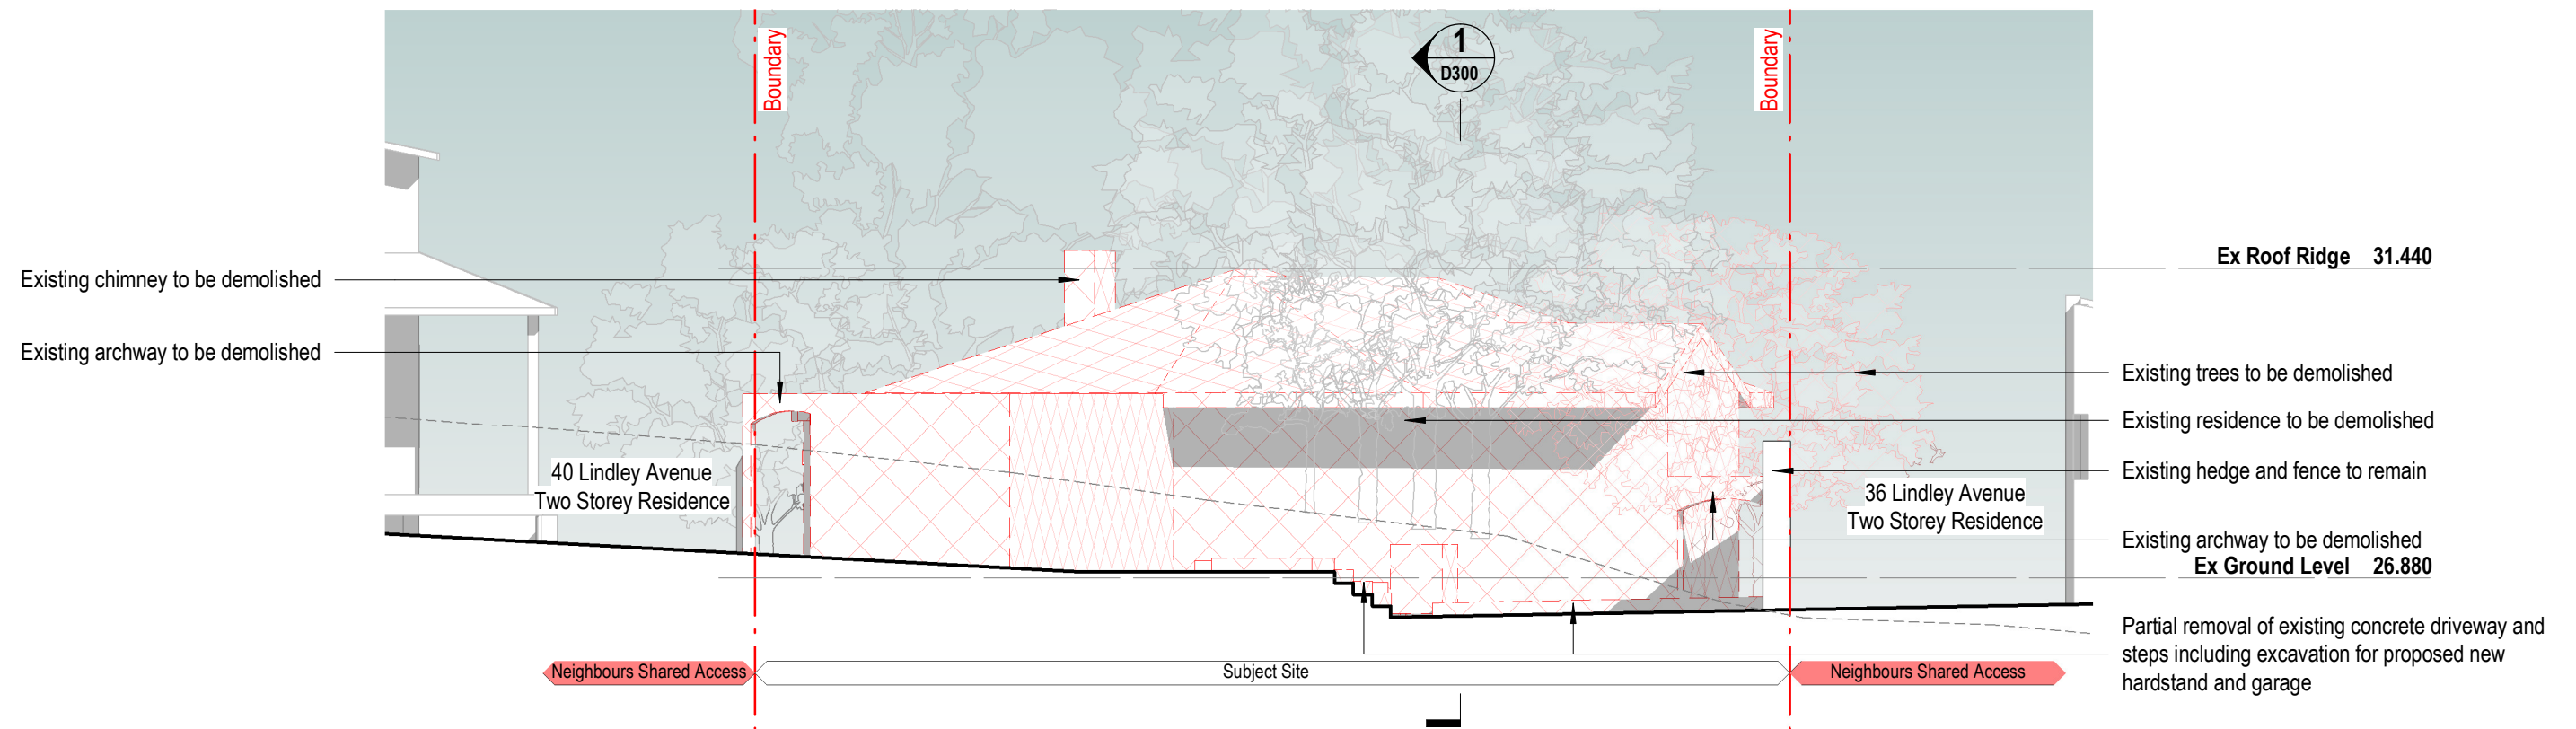 Boundary
1
D300
Boundary
Ex Roof Ridge 31.440
Existing chimney to be demolished
Existing archway to be demolished
Existing trees to be demolished
Existing residence to be demolished
Existing hedge and fence to remain
40 Lindley Avenue
Two Storey Residence
36 Lindley Avenue
Two Storey Residence
Existing archway to be demolished
Ex Ground Level 26.880
Partial removal of existing concrete driveway and
steps including excavation for proposed new
hardstand and garage
Neighbours Shared Access
Subject Site
Neighbours Shared Access